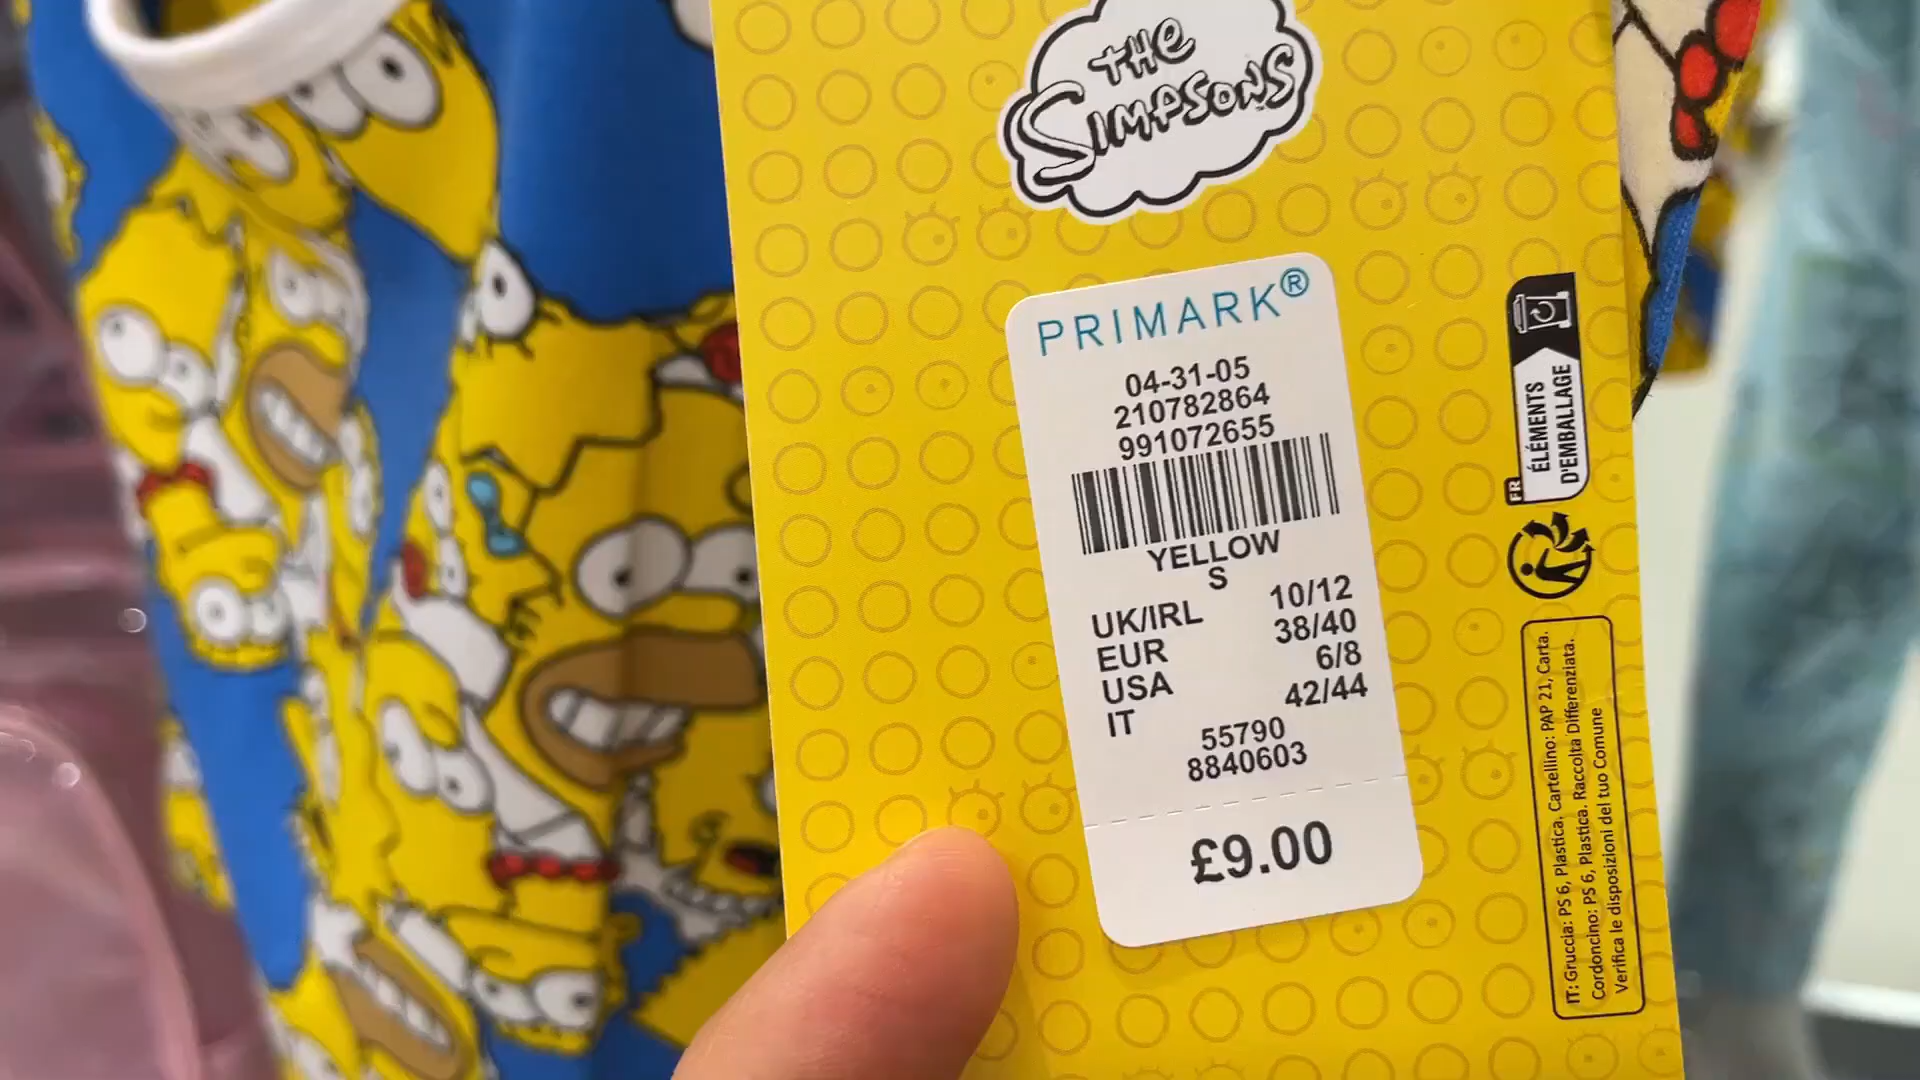 THE
SIMPSONS
PRIMARK®
04-31-05
210782864
991072655
YELLOW
S
UK/IRL 10/12
EUR 38/40
USA 6/8
IT 42/44
55790
8840603
£9.00
FR
ÉLÉMENTS
D'EMBALLAGE
IT: Gruccia: PS 6, Plastica. Cartellino: PAP 21, Carta.
Cordoncino: PS 6, Plastica. Raccolta Differenziata.
Verifica le disposizioni del tuo Comune